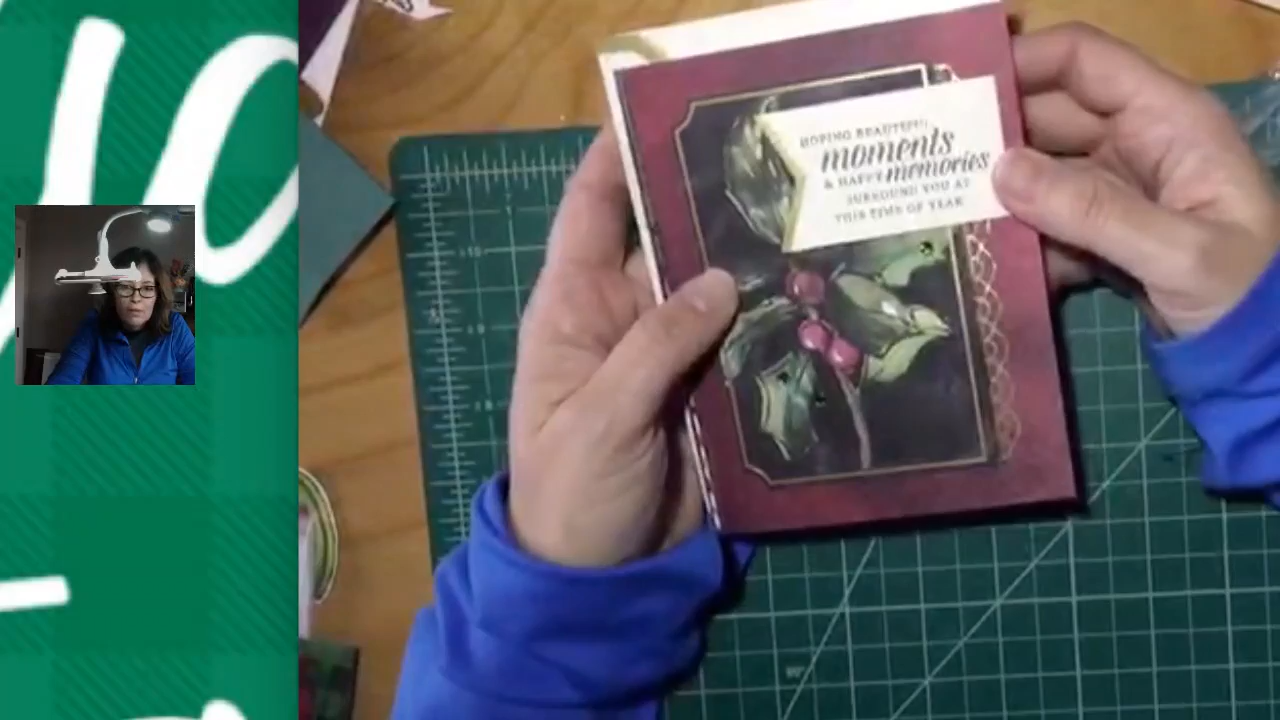 HOPING BEAUTIFUL
moments
& HAPPY memories
SURROUND YOU AT
THIS TIME OF YEAR